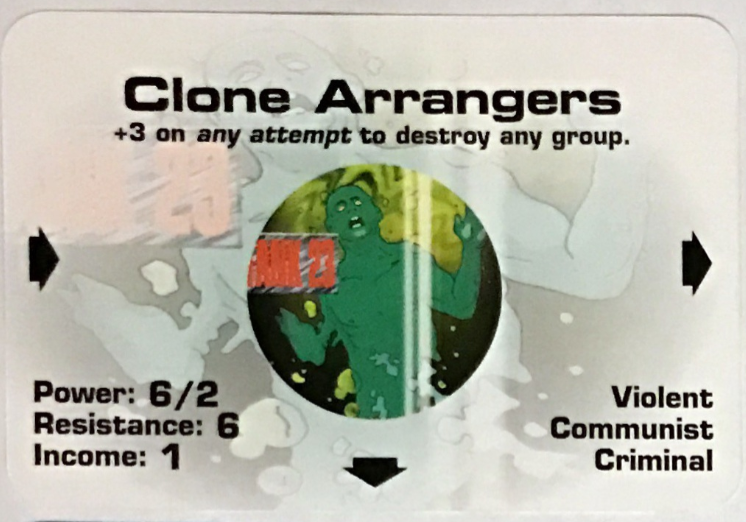 Clone Arrangers
+3 on any attempt to destroy any group.
23
Power: 6/2
Resistance: 6
Income: 1
Violent
Communist
Criminal